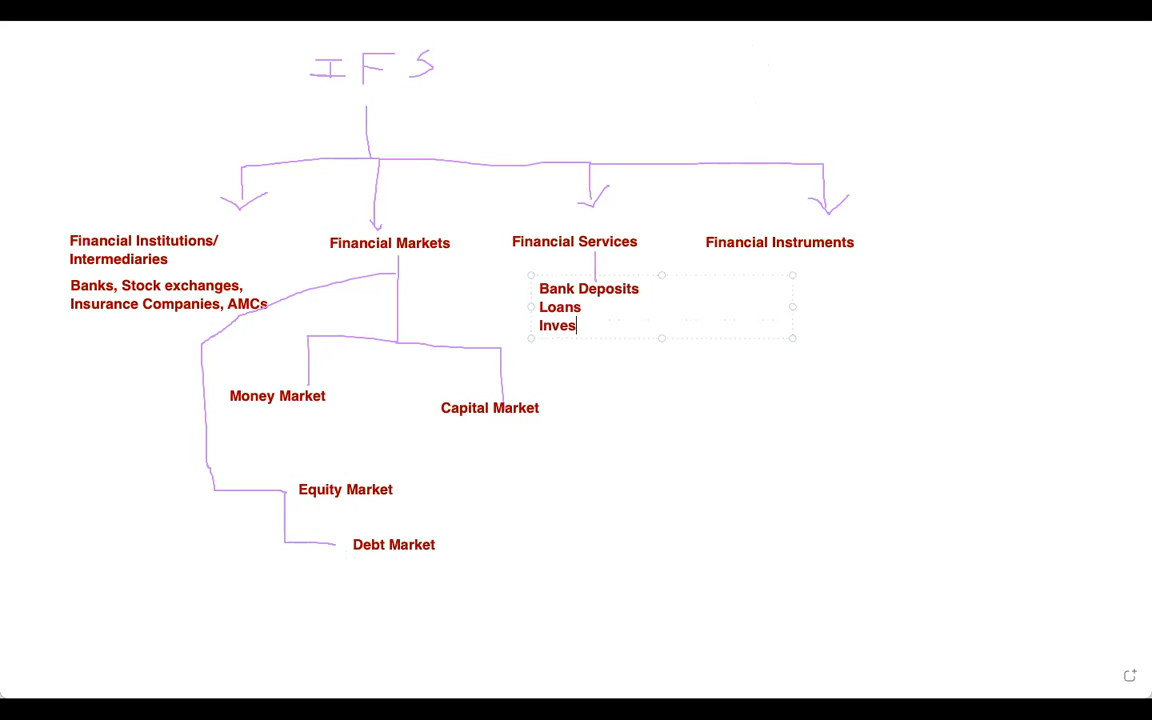 IFS
Financial Institutions/
Intermediaries
Banks, Stock exchanges,
Insurance Companies, AMCs
Financial Markets
Financial Services
Financial Instruments
Bank Deposits
Loans
Inves
Money Market
Capital Market
Equity Market
Debt Market